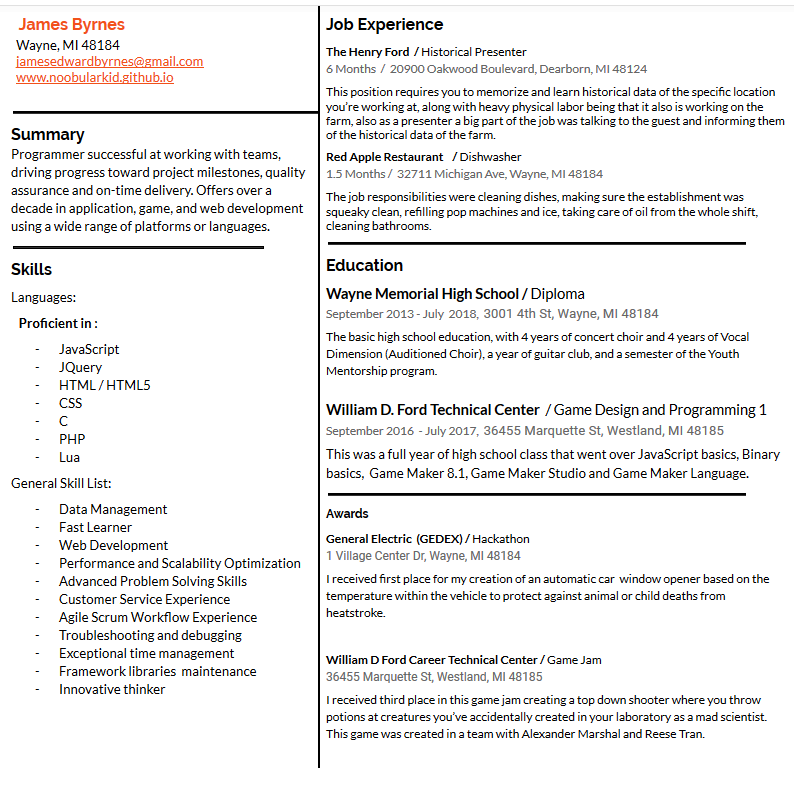 James Byrnes
Wayne, MI 48184
jamesedwardbyrnes@gmail.com
www.noobularkid.github.io
Summary
Programmer successful at working with teams,
driving progress toward project milestones, quality
assurance and on-time delivery. Offers over a
decade in application, game, and web development
using a wide range of platforms or languages.
Skills
Languages:
Proficient in :
- JavaScript
- JQuery
- HTML / HTML5
- CSS
- C
- PHP
- Lua
General Skill List:
- Data Management
- Fast Learner
- Web Development
- Performance and Scalability Optimization
- Advanced Problem Solving Skills
- Customer Service Experience
- Agile Scrum Workflow Experience
- Troubleshooting and debugging
- Exceptional time management
- Framework libraries maintenance
- Innovative thinker
Job Experience
The Henry Ford / Historical Presenter
6 Months / 20900 Oakwood Boulevard, Dearborn, MI 48124
This position requires you to memorize and learn historical data of the specific location
you're working at, along with heavy physical labor being that it also is working on the
farm, also as a presenter a big part of the job was talking to the guest and informing them
of the historical data of the farm.
Red Apple Restaurant / Dishwasher
1.5 Months / 32711 Michigan Ave, Wayne, MI 48184
The job responsibilities were cleaning dishes, making sure the establishment was
squeaky clean, refilling pop machines and ice, taking care of oil from the whole shift,
cleaning bathrooms.
Education
Wayne Memorial High School / Diploma
September 2013 - July 2018, 3001 4th St, Wayne, MI 48184
The basic high school education, with 4 years of concert choir and 4 years of Vocal
Dimension (Auditioned Choir), a year of guitar club, and a semester of the Youth
Mentorship program.
William D. Ford Technical Center / Game Design and Programming 1
September 2016 - July 2017, 36455 Marquette St, Westland, MI 48185
This was a full year of high school class that went over JavaScript basics, Binary
basics, Game Maker 8.1, Game Maker Studio and Game Maker Language.
Awards
General Electric (GEDEX) / Hackathon
1 Village Center Dr, Wayne, MI 48184
I received first place for my creation of an automatic car window opener based on the
temperature within the vehicle to protect against animal or child deaths from
heatstroke.
William D Ford Career Technical Center / Game Jam
36455 Marquette St, Westland, MI 48185
I received third place in this game jam creating a top down shooter where you throw
potions at creatures you've accidentally created in your laboratory as a mad scientist.
This game was created in a team with Alexander Marshal and Reese Tran.